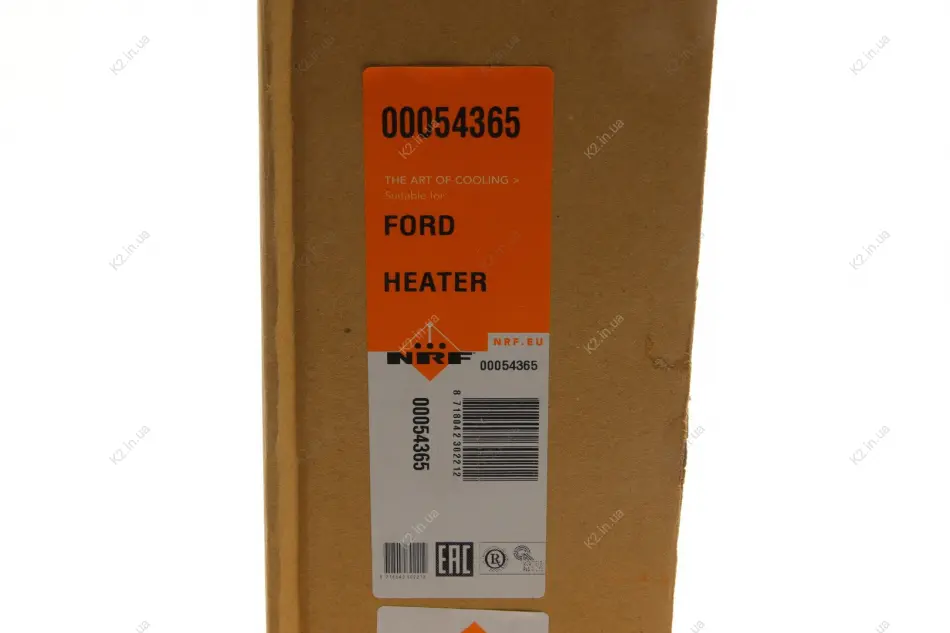 00054365
THE ART OF COOLING >
Suitable for
FORD
HEATER
NRF.EU
NRF
00054365
00054365
8 718042 302212
EAC
R
K2.in.ua